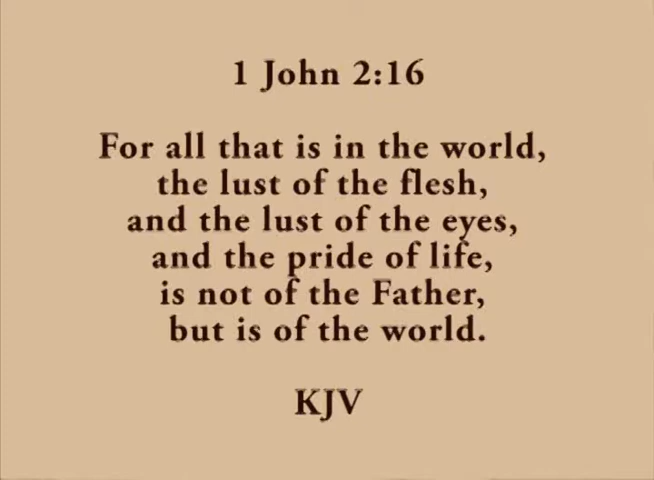 1 John 2:16
For all that is in the world,
the lust of the flesh,
and the lust of the eyes,
and the pride of life,
is not of the Father,
but is of the world.
KJV